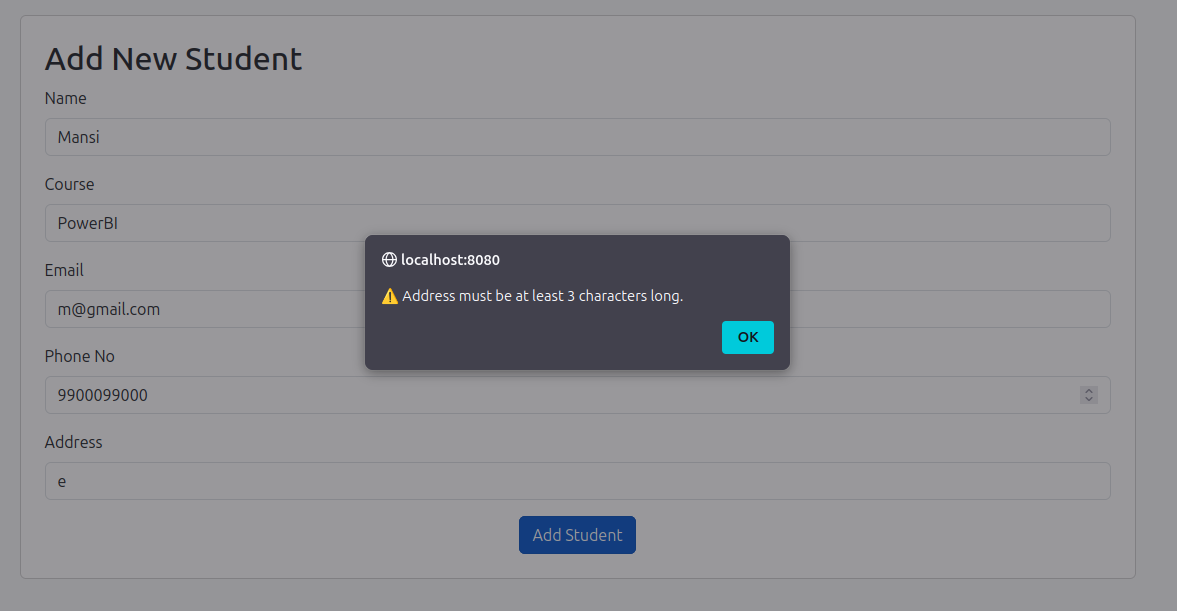 Add New Student
Name
Mansi
Course
PowerBI
Email
m@gmail.com
Phone No
9900099000
Address
e
Add Student
localhost:8080
⚠️ Address must be at least 3 characters long.
OK